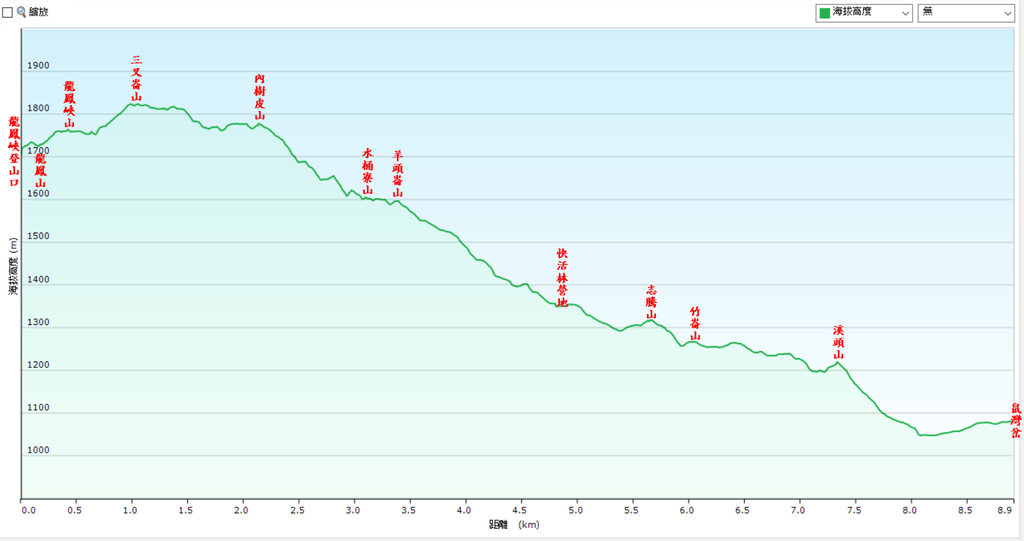 縮放
海拔高度
無
龍鳳峽登山口
龍鳳山
龍鳳峽山
三叉崙山
內樹皮山
水桶寮山
羊頭崙山
快活林營地
志騰山
竹崙山
溪頭山
鼠灣岔
海拔高度 (m)
1900
1800
1700
1600
1500
1400
1300
1200
1100
1000
0.0 0.5 1.0 1.5 2.0 2.5 3.0 3.5 4.0 4.5 5.0 5.5 6.0 6.5 7.0 7.5 8.0 8.5 8.9
距離 (km)